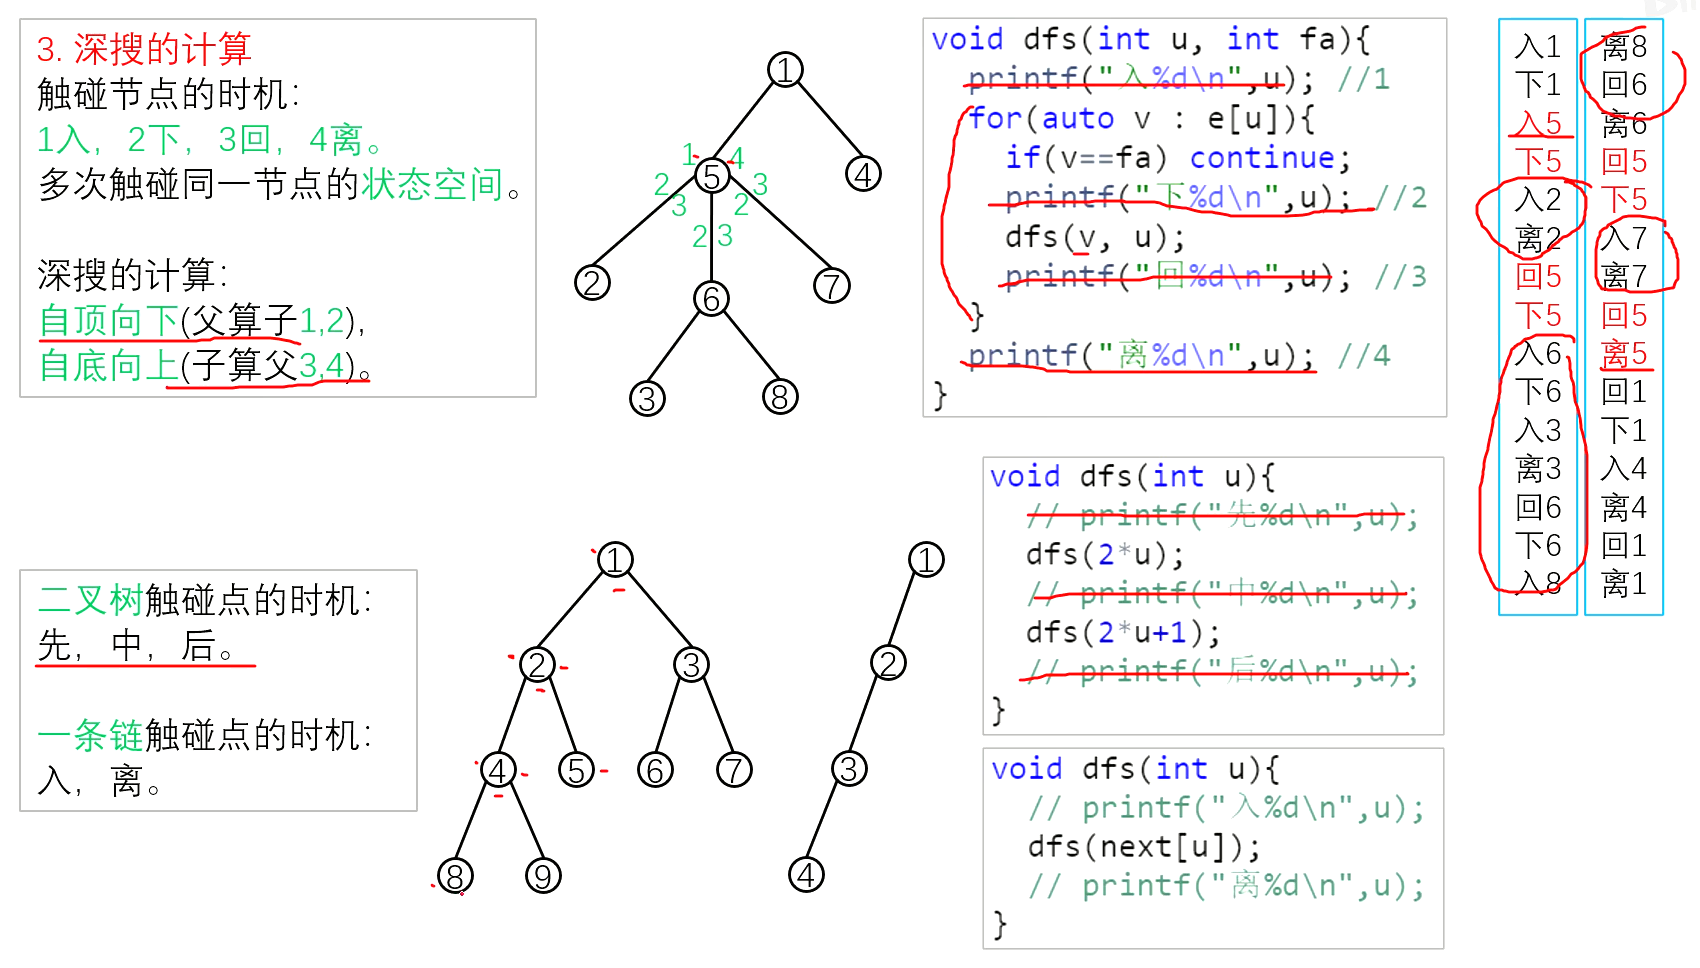 3. 深搜的计算
触碰节点的时机：
1入，2下，3回，4离。
多次触碰同一节点的状态空间。
深搜的计算：
自顶向下(父算子1,2),
自底向上(子算父3,4)。
1
5
4
2
6
7
3
8
1
4
2
3
3
2
2
3
void dfs(int u, int fa){
printf("入%d\n",u); //1
for(auto v : e[u]){
if(v==fa) continue;
printf("下%d\n",u); //2
dfs(v, u);
printf("回%d\n",u); //3
}
printf("离%d\n",u); //4
}
入1
下1
入5
下5
入2
离2
回5
下5
入6
下6
入3
离3
回6
下6
入8
离8
回6
离6
回5
下5
入7
离7
回5
离5
回1
下1
入4
离4
回1
离1
二叉树触碰点的时机：
先，中，后。
一条链触碰点的时机：
入，离。
1
2
3
4
5
6
7
8
9
1
2
3
4
void dfs(int u){
// printf("先%d\n",u);
dfs(2*u);
// printf("中%d\n",u);
dfs(2*u+1);
// printf("后%d\n",u);
}
void dfs(int u){
// printf("入%d\n",u);
dfs(next[u]);
// printf("离%d\n",u);
}